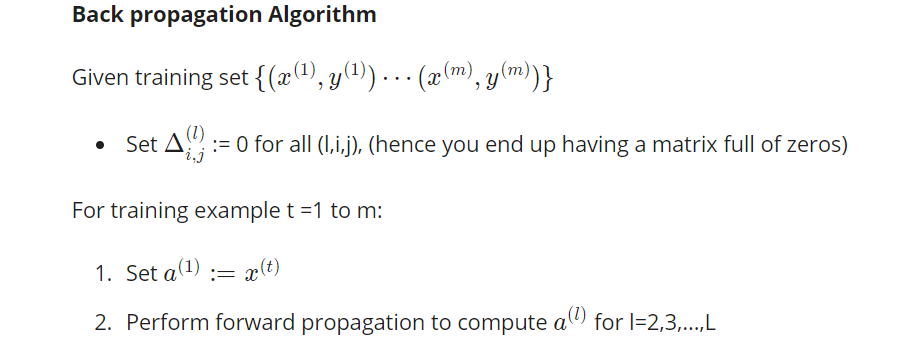 Back propagation Algorithm
Given training set {(x^{(1)}, y^{(1)}) ⋯ (x^{(m)}, y^{(m)})}
• Set Δ_{i,j}^{(l)} := 0 for all (l,i,j), (hence you end up having a matrix full of zeros)
For training example t =1 to m:
1. Set a^{(1)} := x^{(t)}
2. Perform forward propagation to compute a^{(l)} for l=2,3,…,L